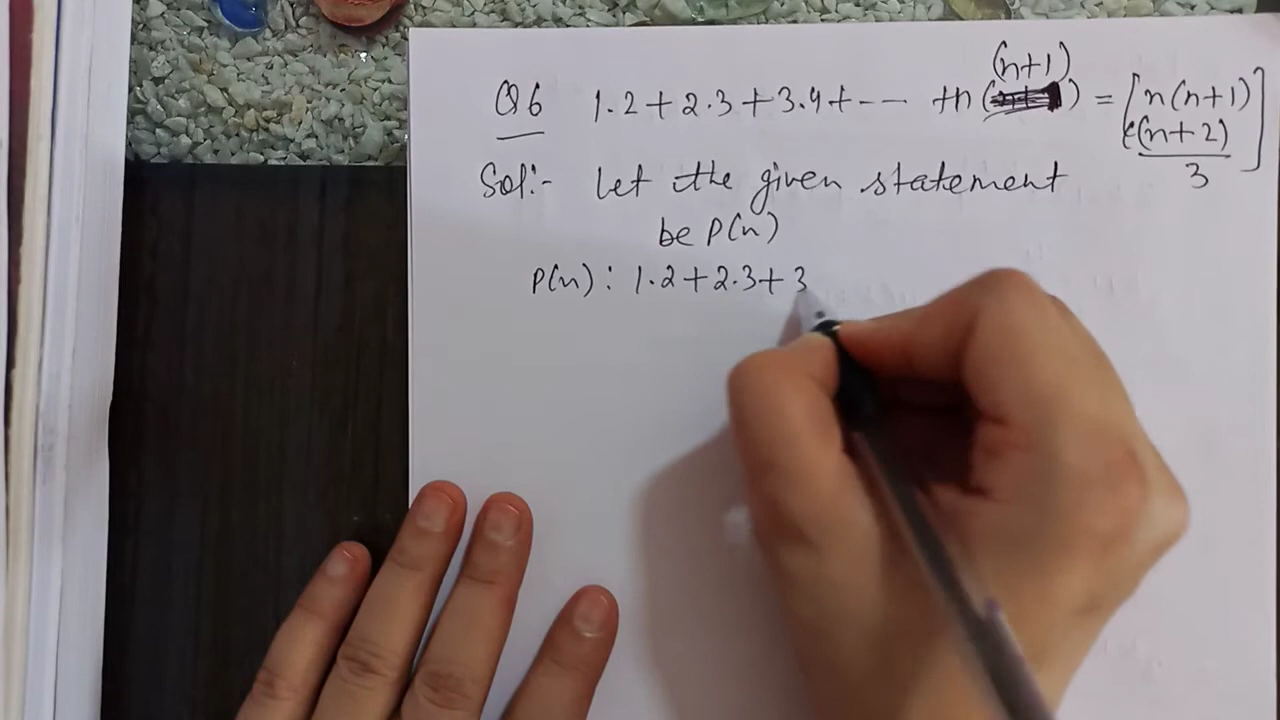 Q6 1.2+2.3+3.4+--- +n(n+1) = [n(n+1)
(n+2)
3]
Sol:- Let the given statement
be P(n)
P(n): 1.2+2.3+3